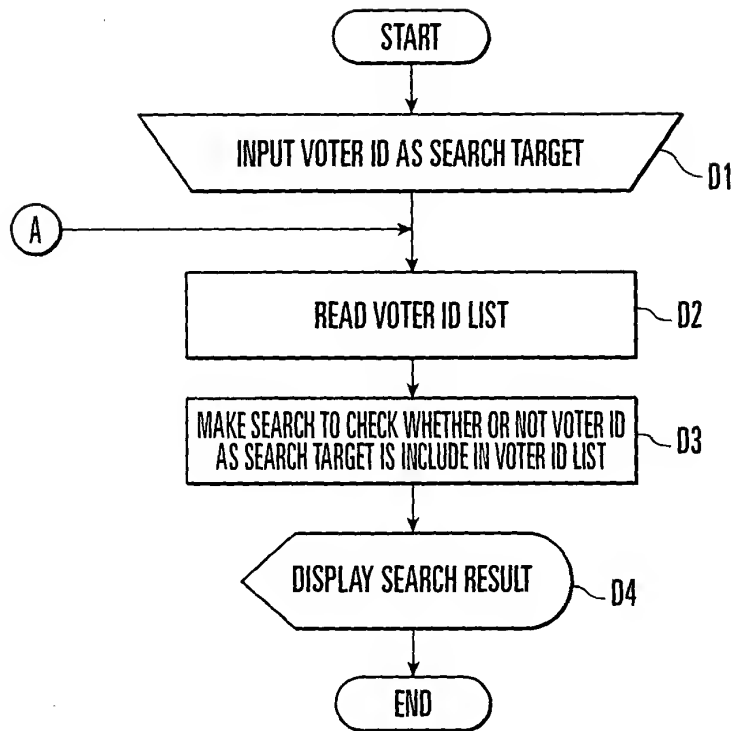 START
INPUT VOTER ID AS SEARCH TARGET
D1
A
READ VOTER ID LIST
D2
MAKE SEARCH TO CHECK WHETHER OR NOT VOTER ID
AS SEARCH TARGET IS INCLUDE IN VOTER ID LIST
D3
DISPLAY SEARCH RESULT
D4
END